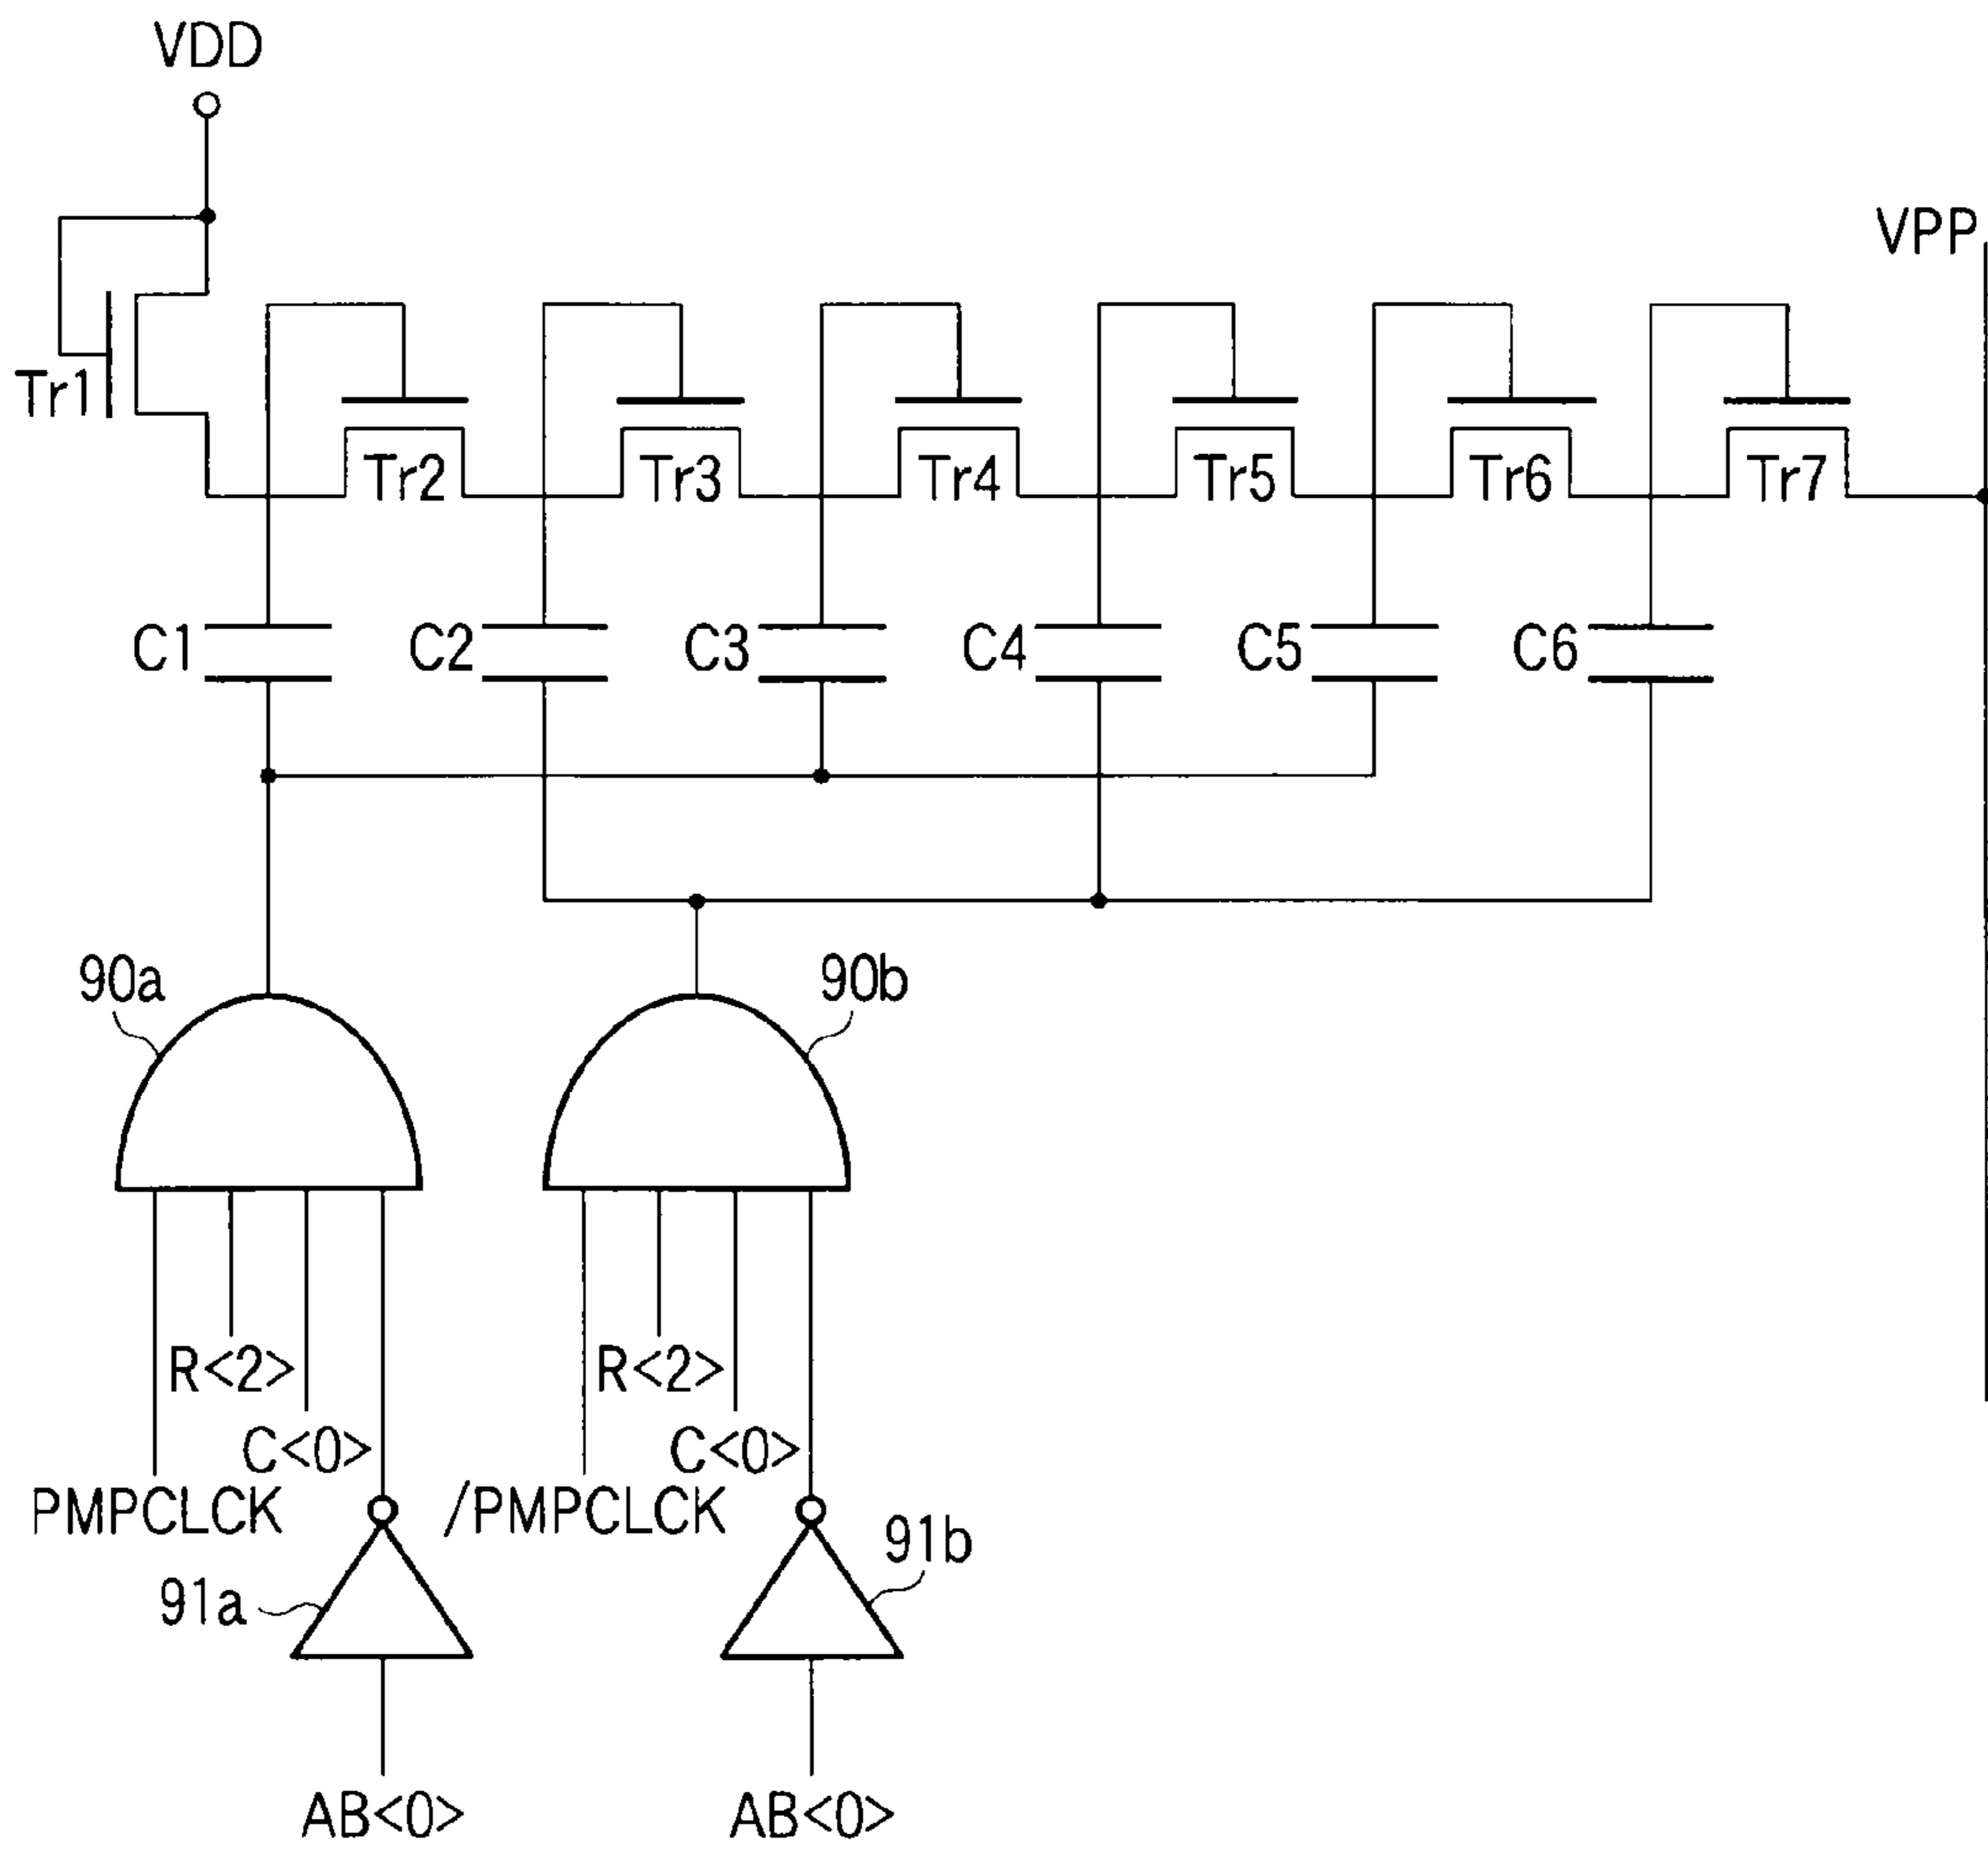 VDD
VPP
Tr1
Tr2 Tr3 Tr4 Tr5 Tr6 Tr7
C1 C2 C3 C4 C5 C6
90a 90b
R<2> R<2>
C<0> C<0>
PMPCLCK /PMPCLCK
91b
91a
AB<0> AB<0>